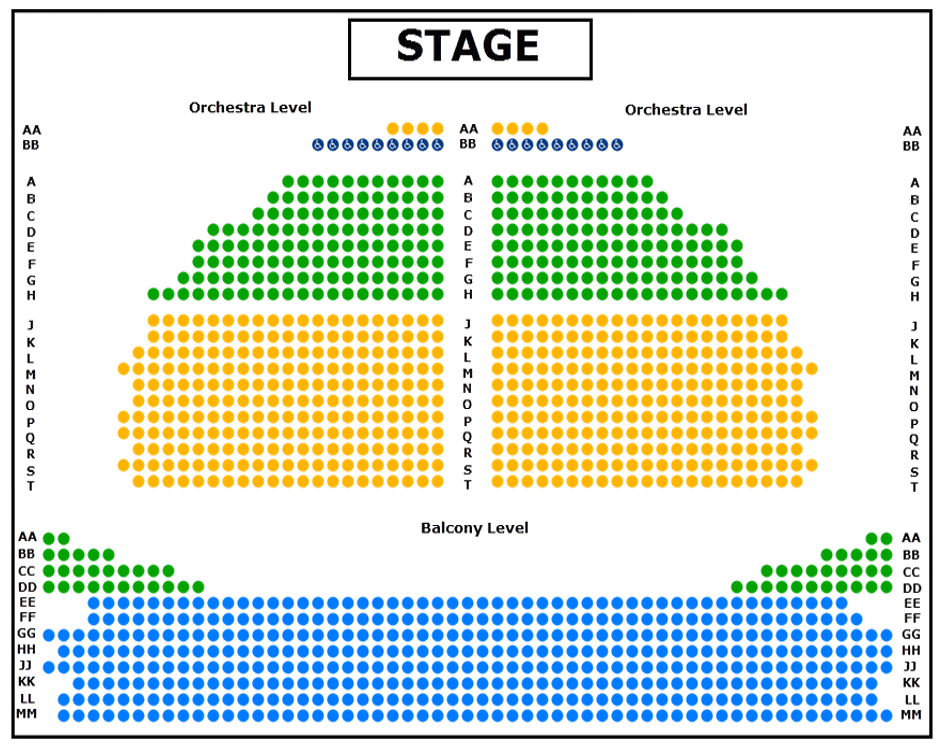 STAGE
Orchestra Level Orchestra Level
AA AA AA
BB BB BB
A A A
B B B
C C C
D D D
E E E
F F F
G G G
H H H
J J J
K K K
L L L
M M M
N N N
O O O
P P P
Q Q Q
R R R
S S S
T T T
Balcony Level
AA AA
BB BB
CC CC
DD DD
EE EE
FF FF
GG GG
HH HH
JJ JJ
KK KK
LL LL
MM MM